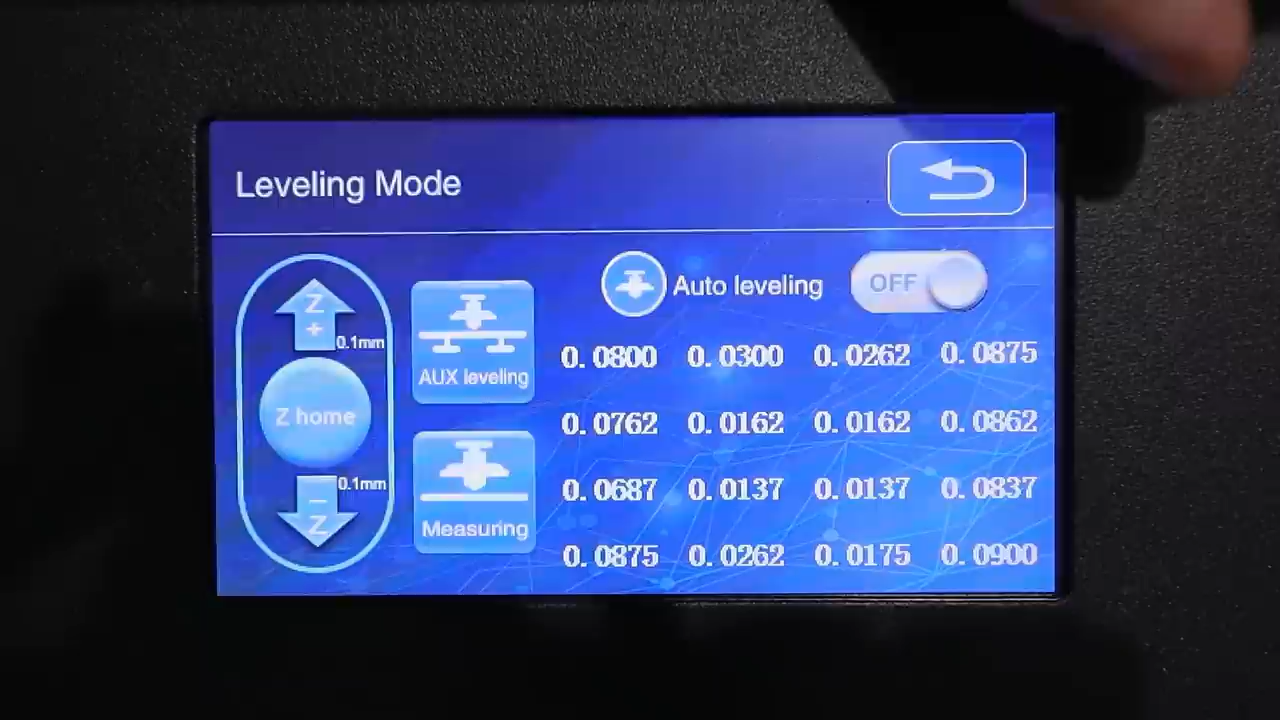 Leveling Mode
Auto leveling OFF
Z
+
0.1mm
Z home
0.1mm
–
Z
AUX leveling
Measuring
0.0800 0.0300 0.0262 0.0875
0.0762 0.0162 0.0162 0.0862
0.0687 0.0137 0.0137 0.0837
0.0875 0.0262 0.0175 0.0900